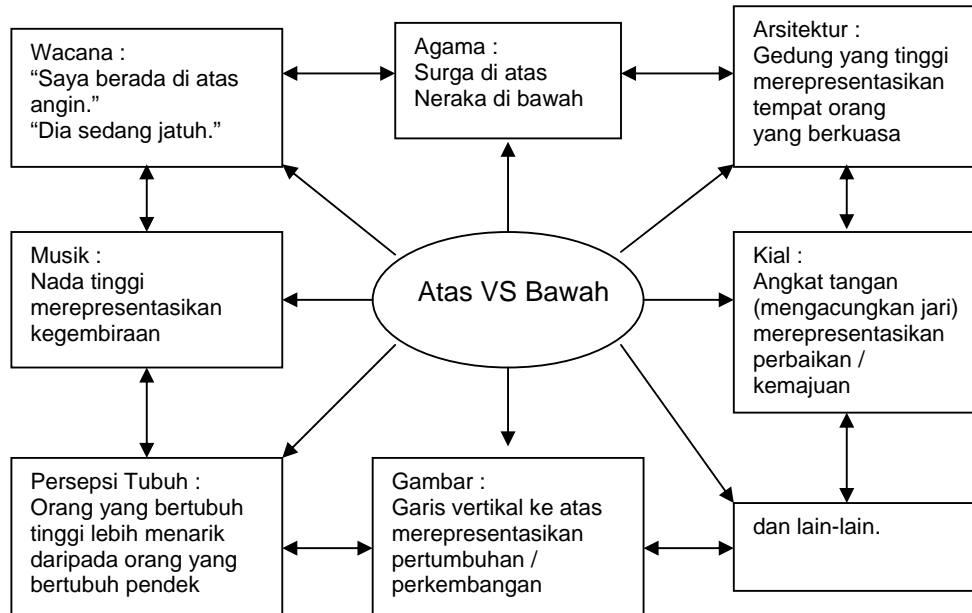 Wacana :
“Saya berada di atas
angin.”
“Dia sedang jatuh.”
Agama :
Surga di atas
Neraka di bawah
Arsitektur :
Gedung yang tinggi
merepresentasikan
tempat orang
yang berkuasa
Musik :
Nada tinggi
merepresentasikan
kegembiraan
Atas VS Bawah
Kial :
Angkat tangan
(mengacungkan jari)
merepresentasikan
perbaikan /
kemajuan
Persepsi Tubuh :
Orang yang bertubuh
tinggi lebih menarik
daripada orang yang
bertubuh pendek
Gambar :
Garis vertikal ke atas
merepresentasikan
pertumbuhan /
perkembangan
dan lain-lain.